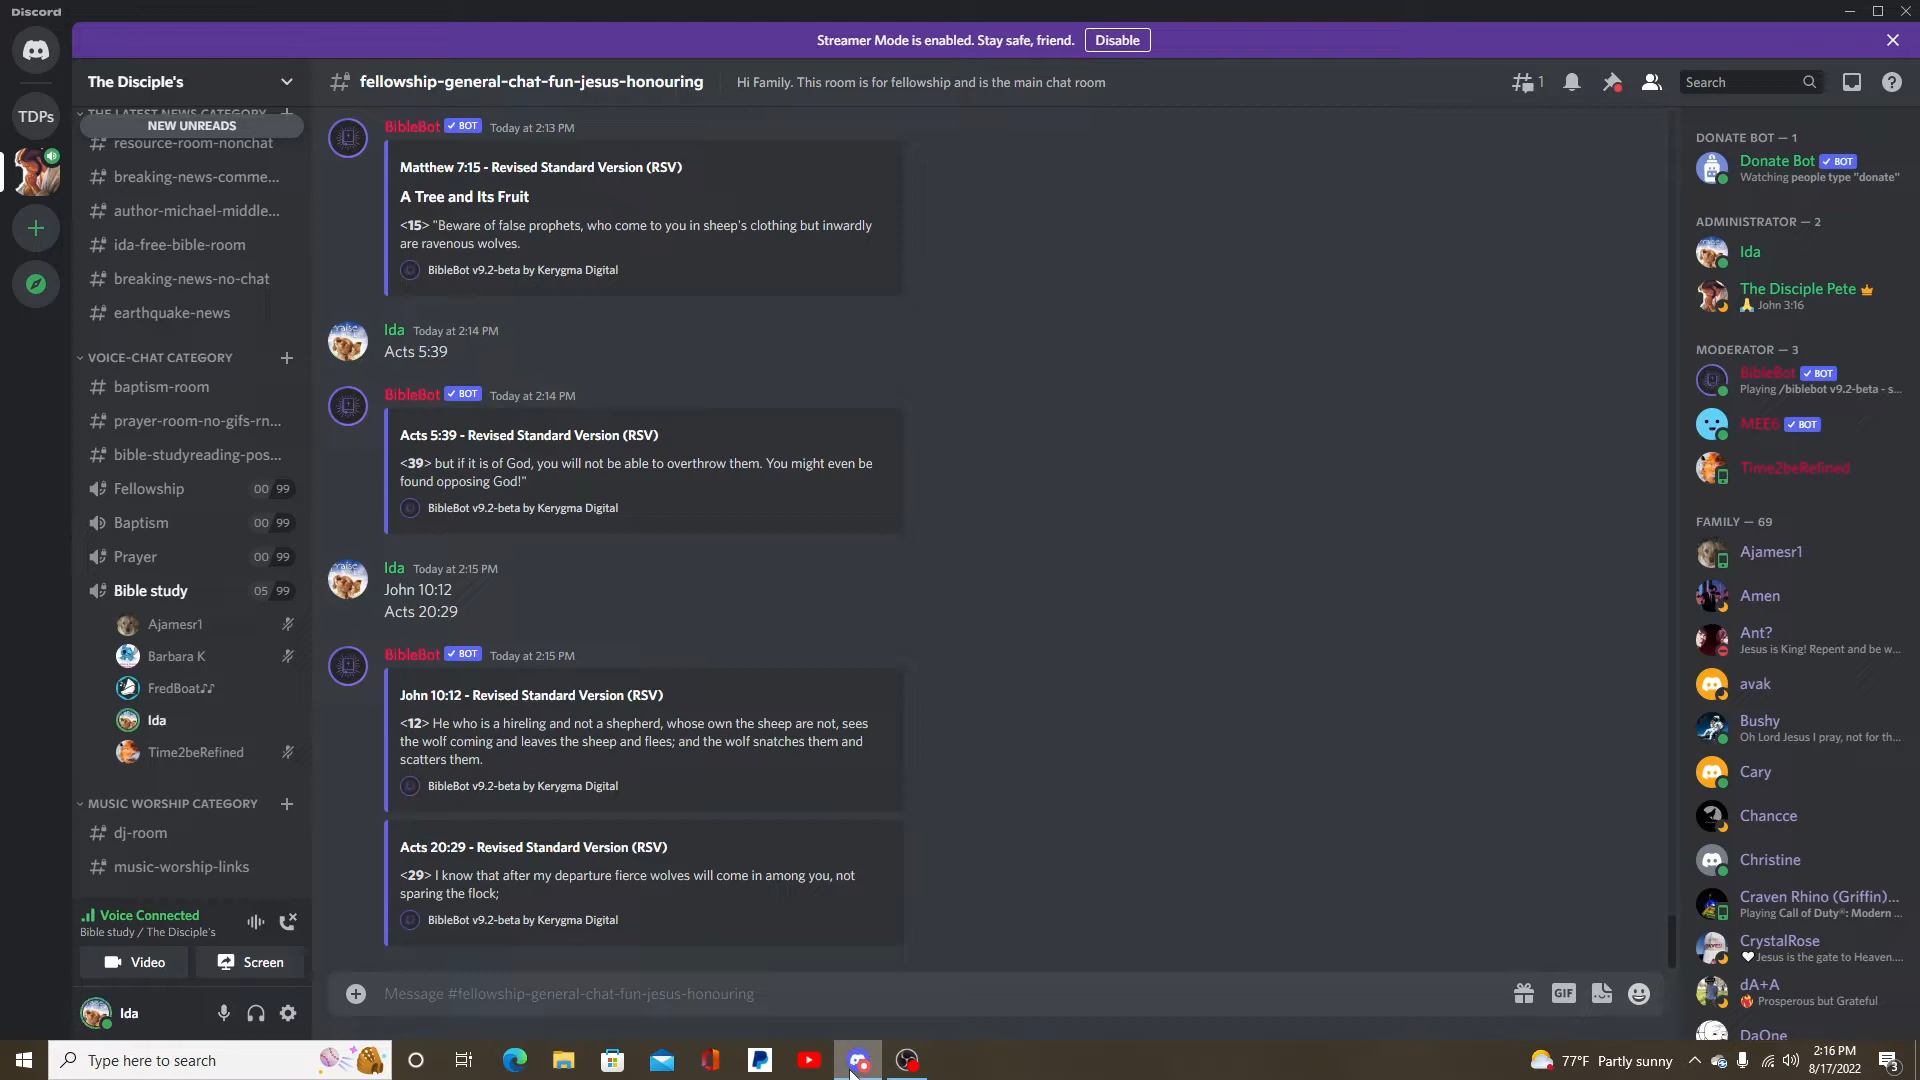 Discord
Streamer Mode is enabled. Stay safe, friend.
Disable
The Disciple's
fellowship-general-chat-fun-jesus-honouring
Hi Family. This room is for fellowship and is the main chat room
1
Search
TDPs
THE LATEST NEWS CATEGORY
NEW UNREADS
resource-room-nonchat
breaking-news-comme...
author-michael-middle...
ida-free-bible-room
breaking-news-no-chat
earthquake-news
VOICE-CHAT CATEGORY
baptism-room
prayer-room-no-gifs-rn...
bible-studyreading-pos...
Fellowship 00 99
Baptism 00 99
Prayer 00 99
Bible study 05 99
Ajamesr1
Barbara K
FredBoat♪♪
Ida
Time2beRefined
MUSIC WORSHIP CATEGORY
dj-room
music-worship-links
Voice Connected
Bible study / The Disciple's
Video
Screen
Ida
BibleBot ✓ BOT Today at 2:13 PM
Matthew 7:15 - Revised Standard Version (RSV)
A Tree and Its Fruit
<15> "Beware of false prophets, who come to you in sheep's clothing but inwardly
are ravenous wolves.
BibleBot v9.2-beta by Kerygma Digital
Ida Today at 2:14 PM
Acts 5:39
BibleBot ✓ BOT Today at 2:14 PM
Acts 5:39 - Revised Standard Version (RSV)
<39> but if it is of God, you will not be able to overthrow them. You might even be
found opposing God!"
BibleBot v9.2-beta by Kerygma Digital
Ida Today at 2:15 PM
John 10:12
Acts 20:29
BibleBot ✓ BOT Today at 2:15 PM
John 10:12 - Revised Standard Version (RSV)
<12> He who is a hireling and not a shepherd, whose own the sheep are not, sees
the wolf coming and leaves the sheep and flees; and the wolf snatches them and
scatters them.
BibleBot v9.2-beta by Kerygma Digital
Acts 20:29 - Revised Standard Version (RSV)
<29> I know that after my departure fierce wolves will come in among you, not
sparing the flock;
BibleBot v9.2-beta by Kerygma Digital
Message #fellowship-general-chat-fun-jesus-honouring
GIF
DONATE BOT — 1
Donate Bot ✓ BOT
Watching people type "donate"
ADMINISTRATOR — 2
Ida
The Disciple Pete
🙏 John 3:16
MODERATOR — 3
BibleBot ✓ BOT
Playing /biblebot v9.2-beta - s...
MEE6 ✓ BOT
Time2beRefined
FAMILY — 69
Ajamesr1
Amen
Ant?
Jesus is King! Repent and be w...
avak
Bushy
Oh Lord Jesus I pray, not for th...
Cary
Chancce
Christine
Craven Rhino (Griffin)...
Playing Call of Duty®: Modern ...
CrystalRose
Jesus is the gate to Heaven....
dA+A
Prosperous but Grateful
DaOne
Type here to search
77°F Partly sunny
2:16 PM
8/17/2022
3